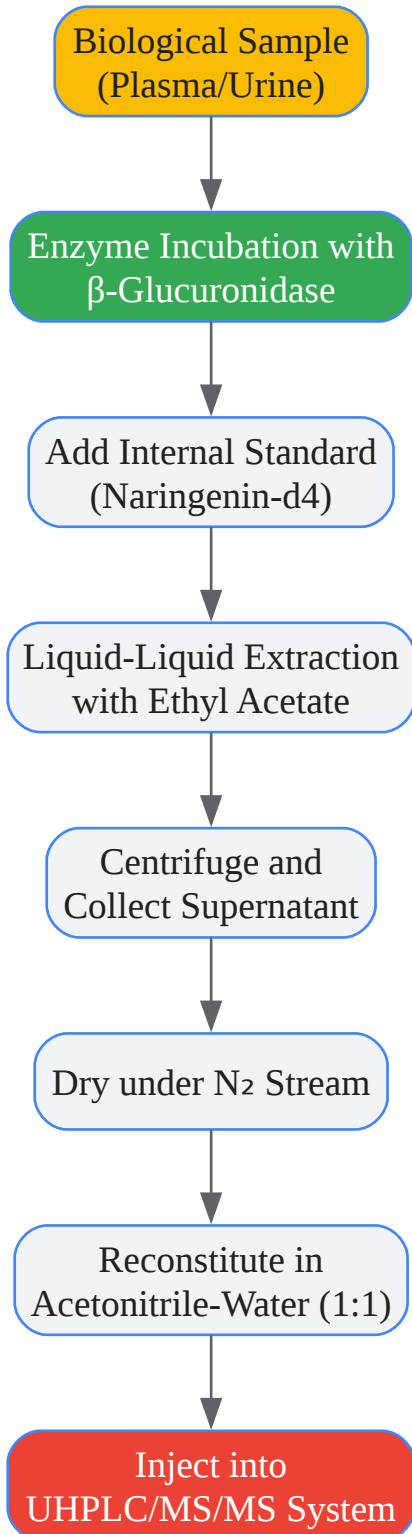 Biological Sample
(Plasma/Urine)
Enzyme Incubation with
β-Glucuronidase
Add Internal Standard
(Naringenin-d4)
Liquid-Liquid Extraction
with Ethyl Acetate
Centrifuge and
Collect Supernatant
Dry under N₂ Stream
Reconstitute in
Acetonitrile-Water (1:1)
Inject into
UHPLC/MS/MS System